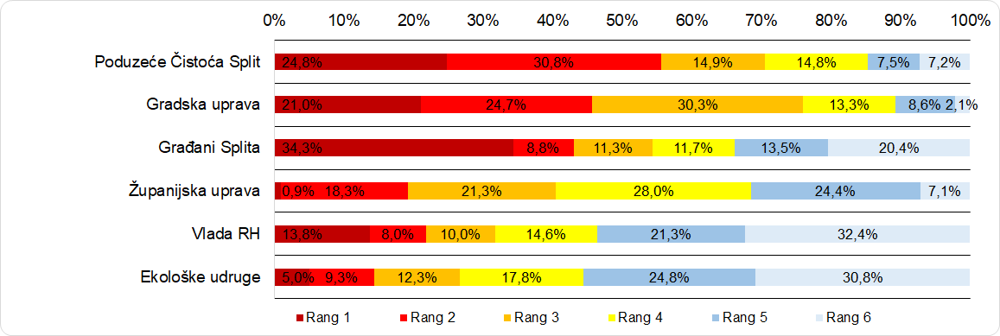 0% 10% 20% 30% 40% 50% 60% 70% 80% 90% 100%
Poduzeće Čistoća Split 24,8% 30,8% 14,9% 14,8% 7,5% 7,2%
Gradska uprava 21,0% 24,7% 30,3% 13,3% 8,6% 2,1%
Građani Splita 34,3% 8,8% 11,3% 11,7% 13,5% 20,4%
Županijska uprava 0,9% 18,3% 21,3% 28,0% 24,4% 7,1%
Vlada RH 13,8% 8,0% 10,0% 14,6% 21,3% 32,4%
Ekološke udruge 5,0% 9,3% 12,3% 17,8% 24,8% 30,8%
Rang 1 Rang 2 Rang 3 Rang 4 Rang 5 Rang 6